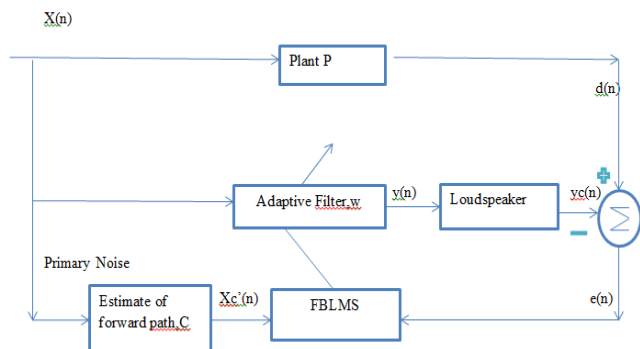 X(n)
Plant P
d(n)
Adaptive Filter,w
y(n)
Loudspeaker
yc(n)
+
Σ
−
Primary Noise
Estimate of
forward path,C
Xc'(n)
FBLMS
e(n)